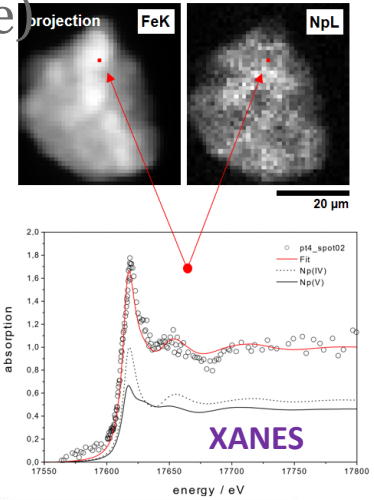 e)
projection
FeK
NpL
20 µm
2,0
1,8
1,6
1,4
1,2
1,0
0,8
0,6
0,4
0,2
0,0
absorption
pt4_spot02
Fit
Np(IV)
Np(V)
XANES
17550
17600
17650
17700
17750
17800
energy / eV